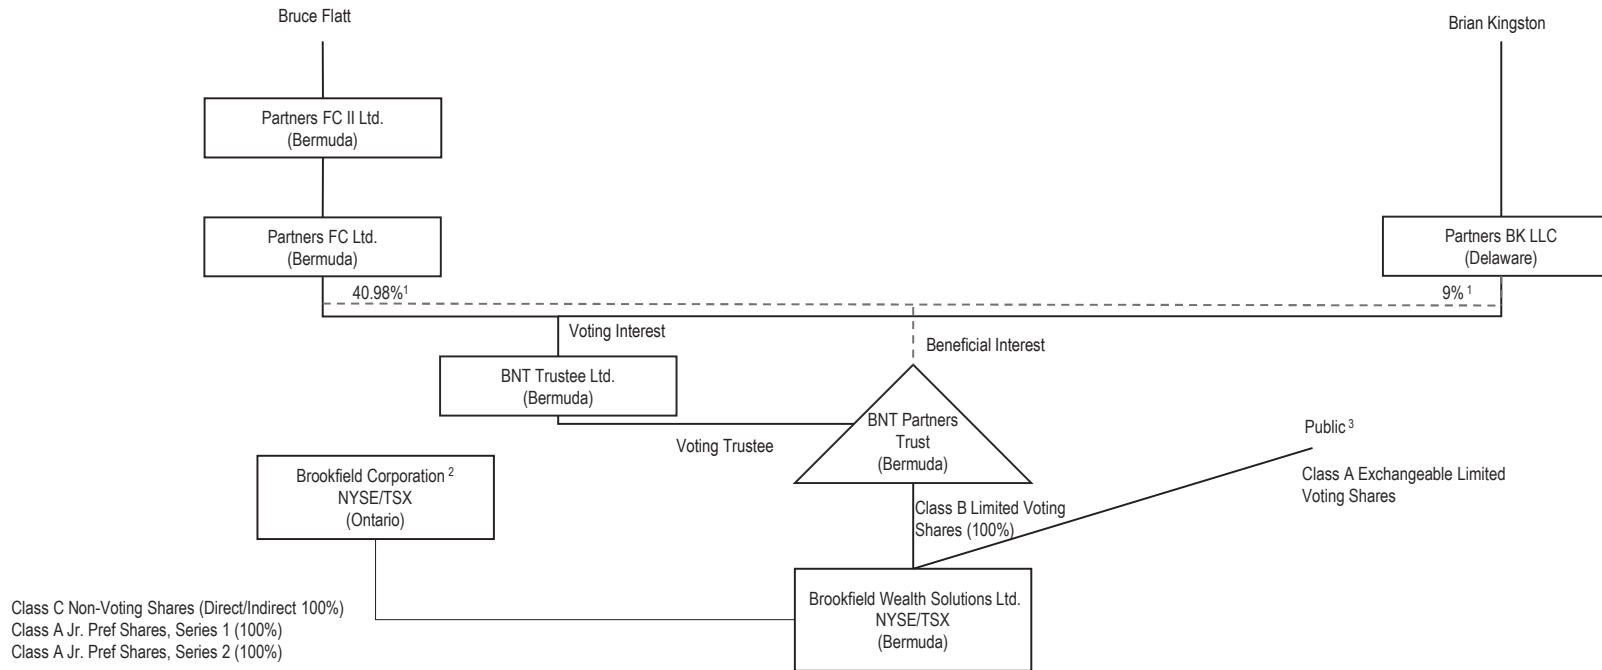 Bruce Flatt
Brian Kingston
Partners FC II Ltd.
(Bermuda)
Partners FC Ltd.
(Bermuda)
Partners BK LLC
(Delaware)
40.98%¹
9% ¹
Voting Interest
Beneficial Interest
BNT Trustee Ltd.
(Bermuda)
Voting Trustee
BNT Partners
Trust
(Bermuda)
Public ³
Class A Exchangeable Limited
Voting Shares
Brookfield Corporation ²
NYSE/TSX
(Ontario)
Class B Limited Voting
Shares (100%)
Brookfield Wealth Solutions Ltd.
NYSE/TSX
(Bermuda)
Class C Non-Voting Shares (Direct/Indirect 100%)
Class A Jr. Pref Shares, Series 1 (100%)
Class A Jr. Pref Shares, Series 2 (100%)